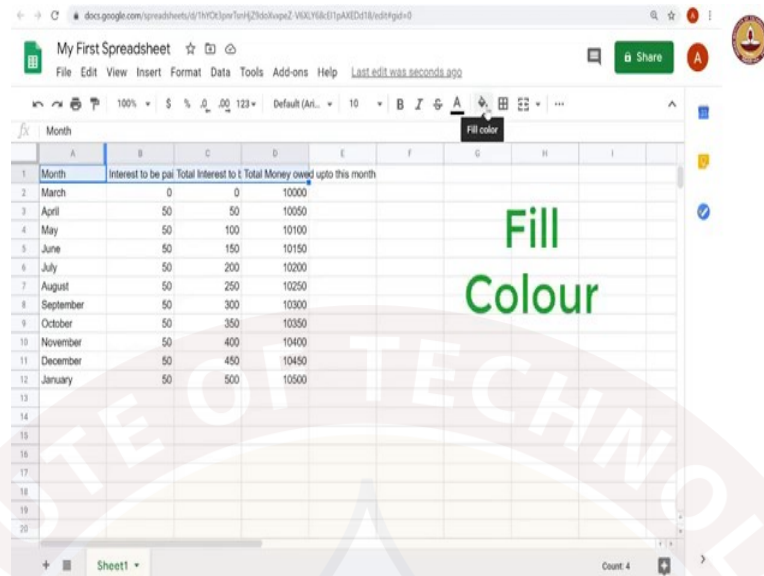 docs.google.com/spreadsheets/d/
My First Spreadsheet
File Edit View Insert Format Data Tools Add-ons Help Last edit was seconds ago
Share
A
A
100% $ % .0 .00 123 Default (Ari... 10 B I S A
Fill color
fx Month
A B C D E F G H I
1 Month Interest to be pai Total Interest to b Total Money owed upto this month
2 March 0 0 10000
3 April 50 50 10050
4 May 50 100 10100
5 June 50 150 10150
6 July 50 200 10200
7 August 50 250 10250
8 September 50 300 10300
9 October 50 350 10350
10 November 50 400 10400
11 December 50 450 10450
12 January 50 500 10500
13
14
15
16
17
18
19
20
Fill
Colour
UTE OF TECHNOLO
+ Sheet1 Count: 4